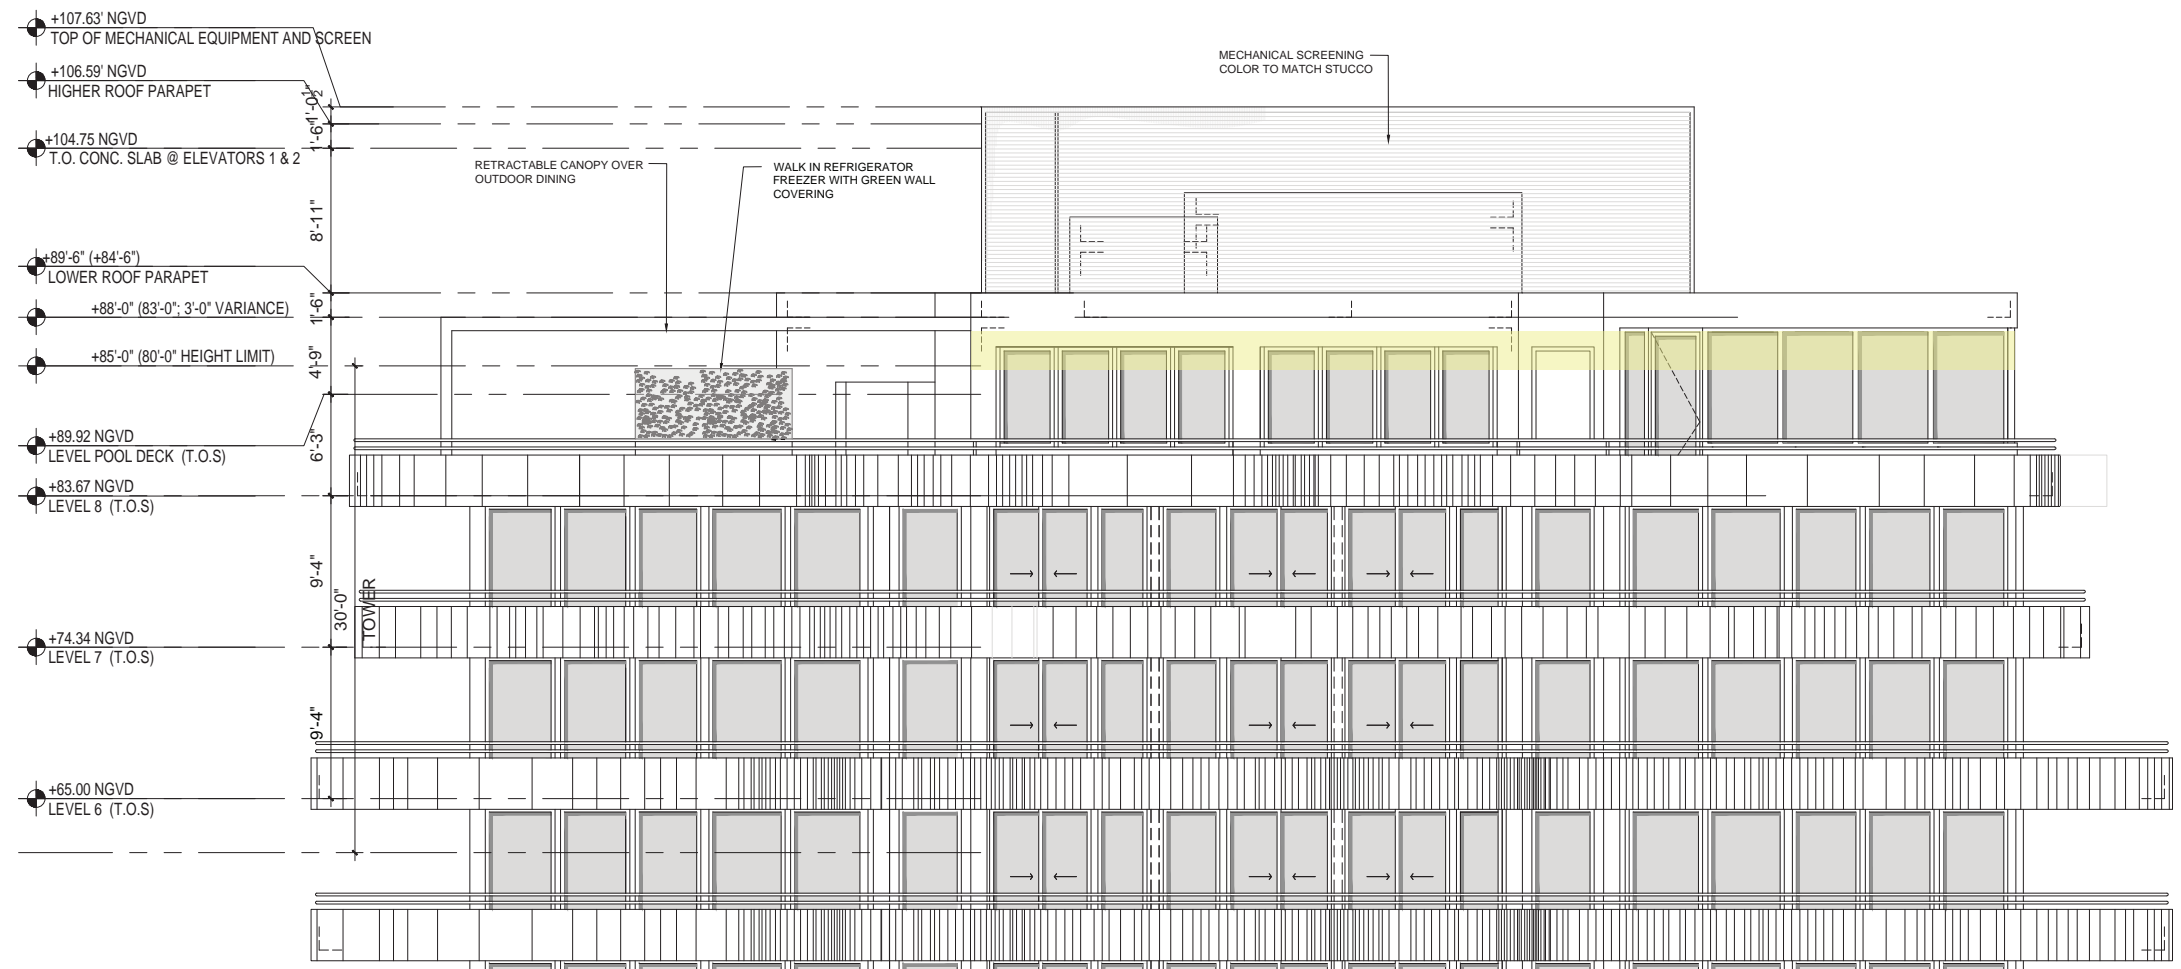 +107.63' NGVD
TOP OF MECHANICAL EQUIPMENT AND SCREEN
+106.59' NGVD
HIGHER ROOF PARAPET
+104.75 NGVD
T.O. CONC. SLAB @ ELEVATORS 1 & 2
+89'-6" (+84'-6")
LOWER ROOF PARAPET
+88'-0" (83'-0"; 3'-0" VARIANCE)
+85'-0" (80'-0" HEIGHT LIMIT)
+89.92 NGVD
LEVEL POOL DECK (T.O.S)
+83.67 NGVD
LEVEL 8 (T.O.S)
+74.34 NGVD
LEVEL 7 (T.O.S)
+65.00 NGVD
LEVEL 6 (T.O.S)
1'-0½"
1'-6"
8'-11"
1'-6"
4'-9"
6'-3"
9'-4"
9'-4"
30'-0"
TOWER
RETRACTABLE CANOPY OVER
OUTDOOR DINING
WALK IN REFRIGERATOR
FREEZER WITH GREEN WALL
COVERING
MECHANICAL SCREENING
COLOR TO MATCH STUCCO